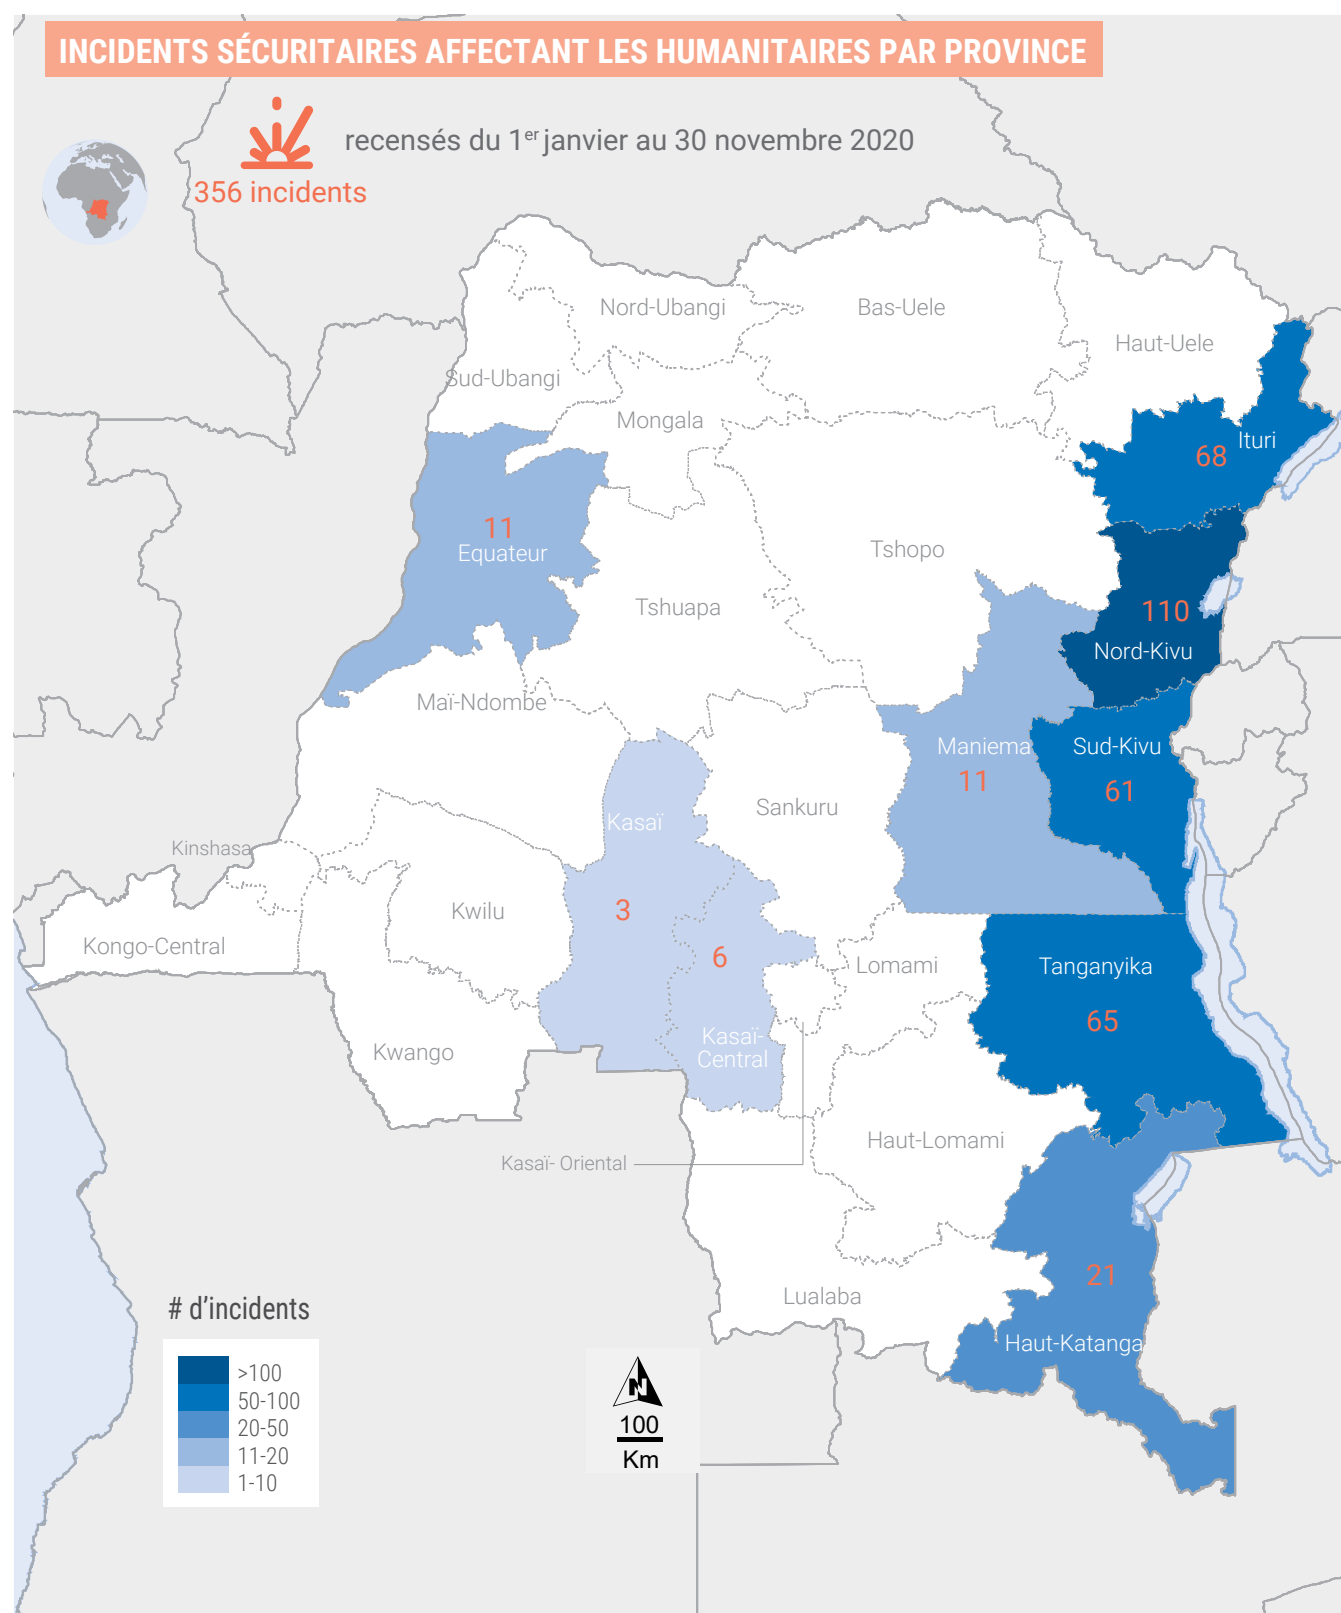 INCIDENTS SÉCURITAIRES AFFECTANT LES HUMANITAIRES PAR PROVINCE
recensés du 1er janvier au 30 novembre 2020
356 incidents
Nord-Ubangi
Bas-Uele
Haut-Uele
Sud-Ubangi
Mongala
Ituri
68
11
Equateur
Tshopo
Tshuapa
110
Nord-Kivu
Maï-Ndombe
Maniema
11
Sud-Kivu
61
Sankuru
Kasaï
3
Kinshasa
Kwilu
Kongo-Central
6
Lomami
Tanganyika
65
Kwango
Kasaï-
Central
Haut-Lomami
Kasaï- Oriental
21
Lualaba
Haut-Katanga
# d’incidents
>100
50-100
20-50
11-20
1-10
N
100
Km